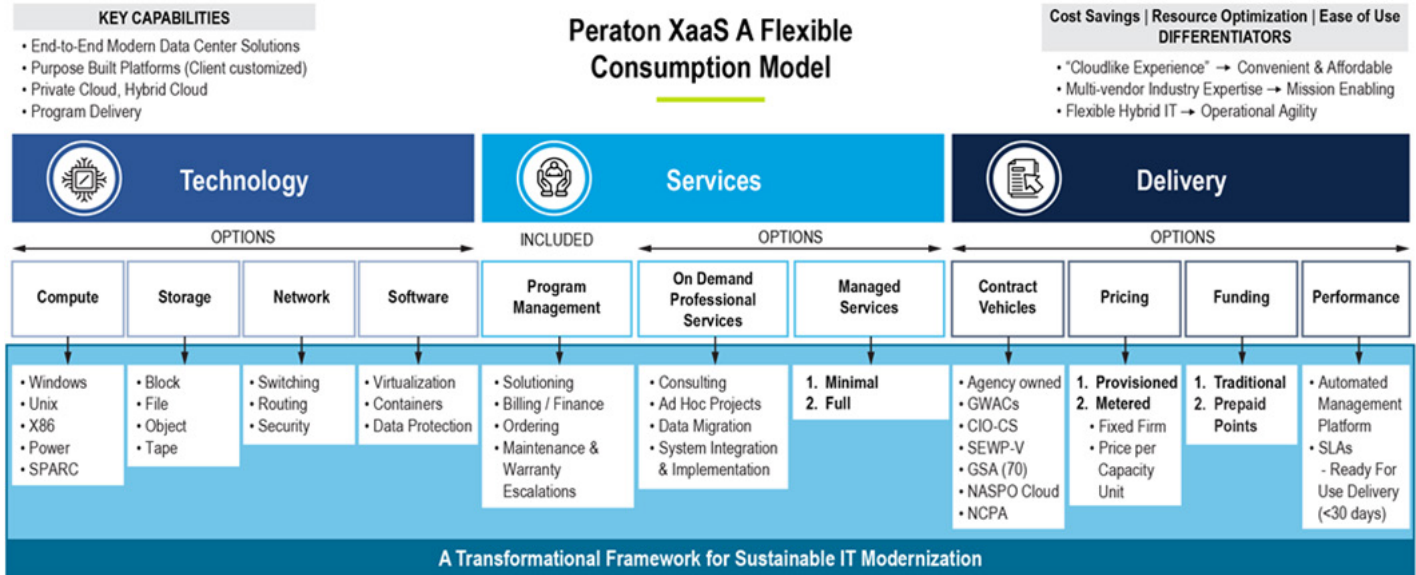 KEY CAPABILITIES
• End-to-End Modern Data Center Solutions
• Purpose Built Platforms (Client customized)
• Private Cloud, Hybrid Cloud
• Program Delivery
Peraton XaaS A Flexible
Consumption Model
Cost Savings | Resource Optimization | Ease of Use
DIFFERENTIATORS
• "Cloudlike Experience" → Convenient & Affordable
• Multi-vendor Industry Expertise → Mission Enabling
• Flexible Hybrid IT → Operational Agility
Technology
Services
Delivery
OPTIONS
INCLUDED
OPTIONS
OPTIONS
Compute
Storage
Network
Software
Program
Management
On Demand
Professional
Services
Managed
Services
Contract
Vehicles
Pricing
Funding
Performance
• Windows
• Unix
• X86
• Power
• SPARC
• Block
• File
• Object
• Tape
• Switching
• Routing
• Security
• Virtualization
• Containers
• Data Protection
• Solutioning
• Billing / Finance
• Ordering
• Maintenance &
Warranty
Escalations
• Consulting
• Ad Hoc Projects
• Data Migration
• System Integration
& Implementation
1. Minimal
2. Full
• Agency owned
• GWACs
• CIO-CS
• SEWP-V
• GSA (70)
• NASPO Cloud
• NCPA
1. Provisioned
2. Metered
• Fixed Firm
• Price per
Capacity
Unit
1. Traditional
2. Prepaid
Points
• Automated
Management
Platform
• SLAs
- Ready For
Use Delivery
(<30 days)
A Transformational Framework for Sustainable IT Modernization